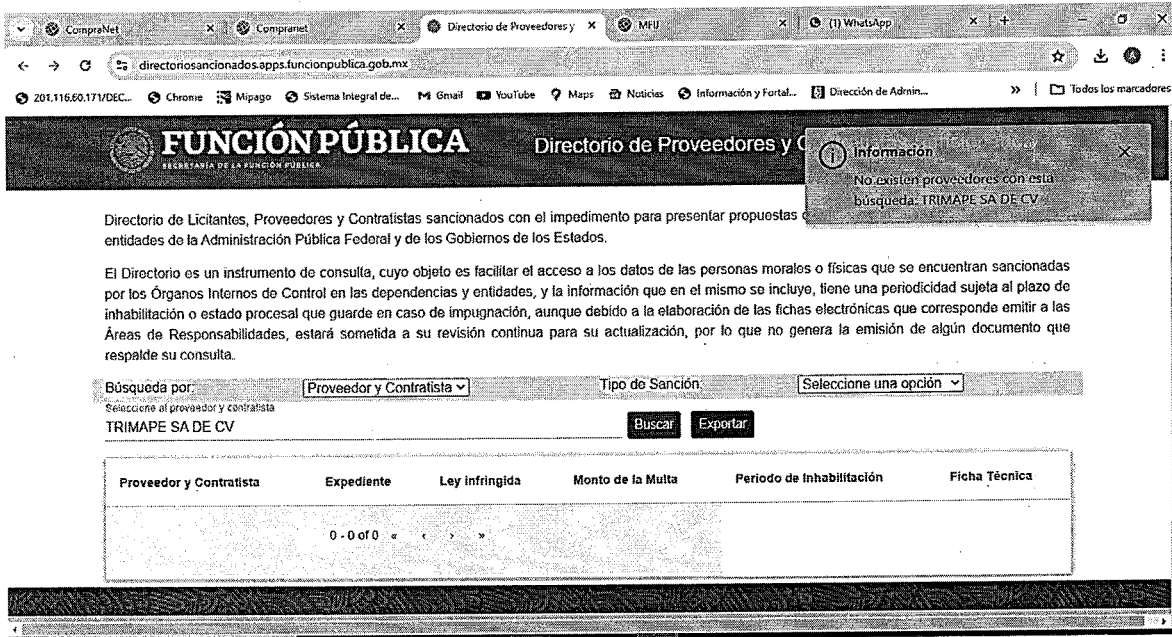 CompraNet
Compranet
Directorio de Proveedores y
MFU
(1) WhatsApp
directoriosancionados.apps.funcionpublica.gob.mx
201.116.60.171/DEC...
Chrome
Mipago
Sistema Integral de...
Gmail
YouTube
Maps
Noticias
Información y Fortal...
Dirección de Admin...
»
Todos los marcadores
FUNCIÓN PÚBLICA
SECRETARÍA DE LA FUNCIÓN PÚBLICA
Directorio de Proveedores y C
Información
No existen proveedores con esta
búsqueda: TRIMAPE SA DE CV
Directorio de Licitantes, Proveedores y Contratistas sancionados con el impedimento para presentar propuestas
entidades de la Administración Pública Federal y de los Gobiernos de los Estados.
El Directorio es un instrumento de consulta, cuyo objeto es facilitar el acceso a los datos de las personas morales o físicas que se encuentran sancionadas
por los Órganos Internos de Control en las dependencias y entidades, y la información que en el mismo se incluye, tiene una periodicidad sujeta al plazo de
inhabilitación o estado procesal que guarde en caso de impugnación, aunque debido a la elaboración de las fichas electrónicas que corresponde emitir a las
Áreas de Responsabilidades, estará sometida a su revisión continua para su actualización, por lo que no genera la emisión de algún documento que
respalde su consulta.
Búsqueda por:
Proveedor y Contratista
Tipo de Sanción:
Seleccione una opción
Seleccione al proveedor y contratista
TRIMAPE SA DE CV
Buscar
Exportar
Proveedor y Contratista
Expediente
Ley infringida
Monto de la Multa
Periodo de Inhabilitación
Ficha Técnica
0 - 0 of 0 « ‹ › »